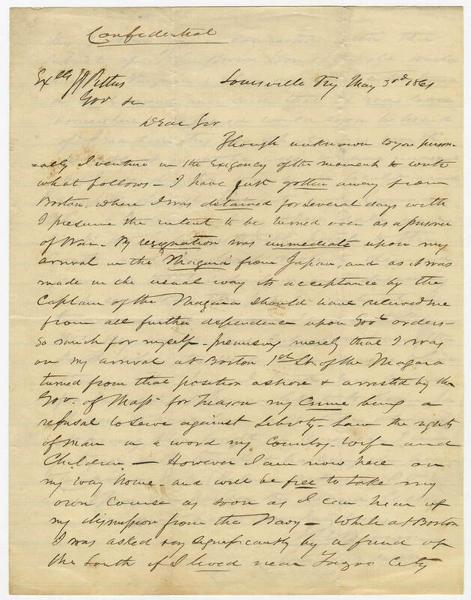 Confidential
Louisville Ky May 3rd 1861
J J Pettus
Gov &c
Dear Sir
Though unknown to you person-
ally I venture in the Exigency of the moment to write
what follows - I have just gotten away from
Boston, where I was detained for several days with
I presume the intent to be turned over as a prisoner
of War - My resignation was immediate upon my
arrival in the Niagara from Japan, and as it was
made in the usual way its acceptance by the
Captain of the Niagara should have relieved me
from all further dependence upon Govt orders -
So much for myself - premising merely that I was
on my arrival at Boston 1st Lt. of the Niagara
turned from that position ashore & arrested by the
Gov. of Mass for Treason my Crime being a
refusal to serve against Liberty - Law the rights
of man in a word my Country - Wife and
Children - However I am now here on
my way home - and will be free to take my
own course as soon as I can hear of
my dismission from the Navy - While at Boston
I was asked very significantly by a friend of
the South if I lived near Yazoo City